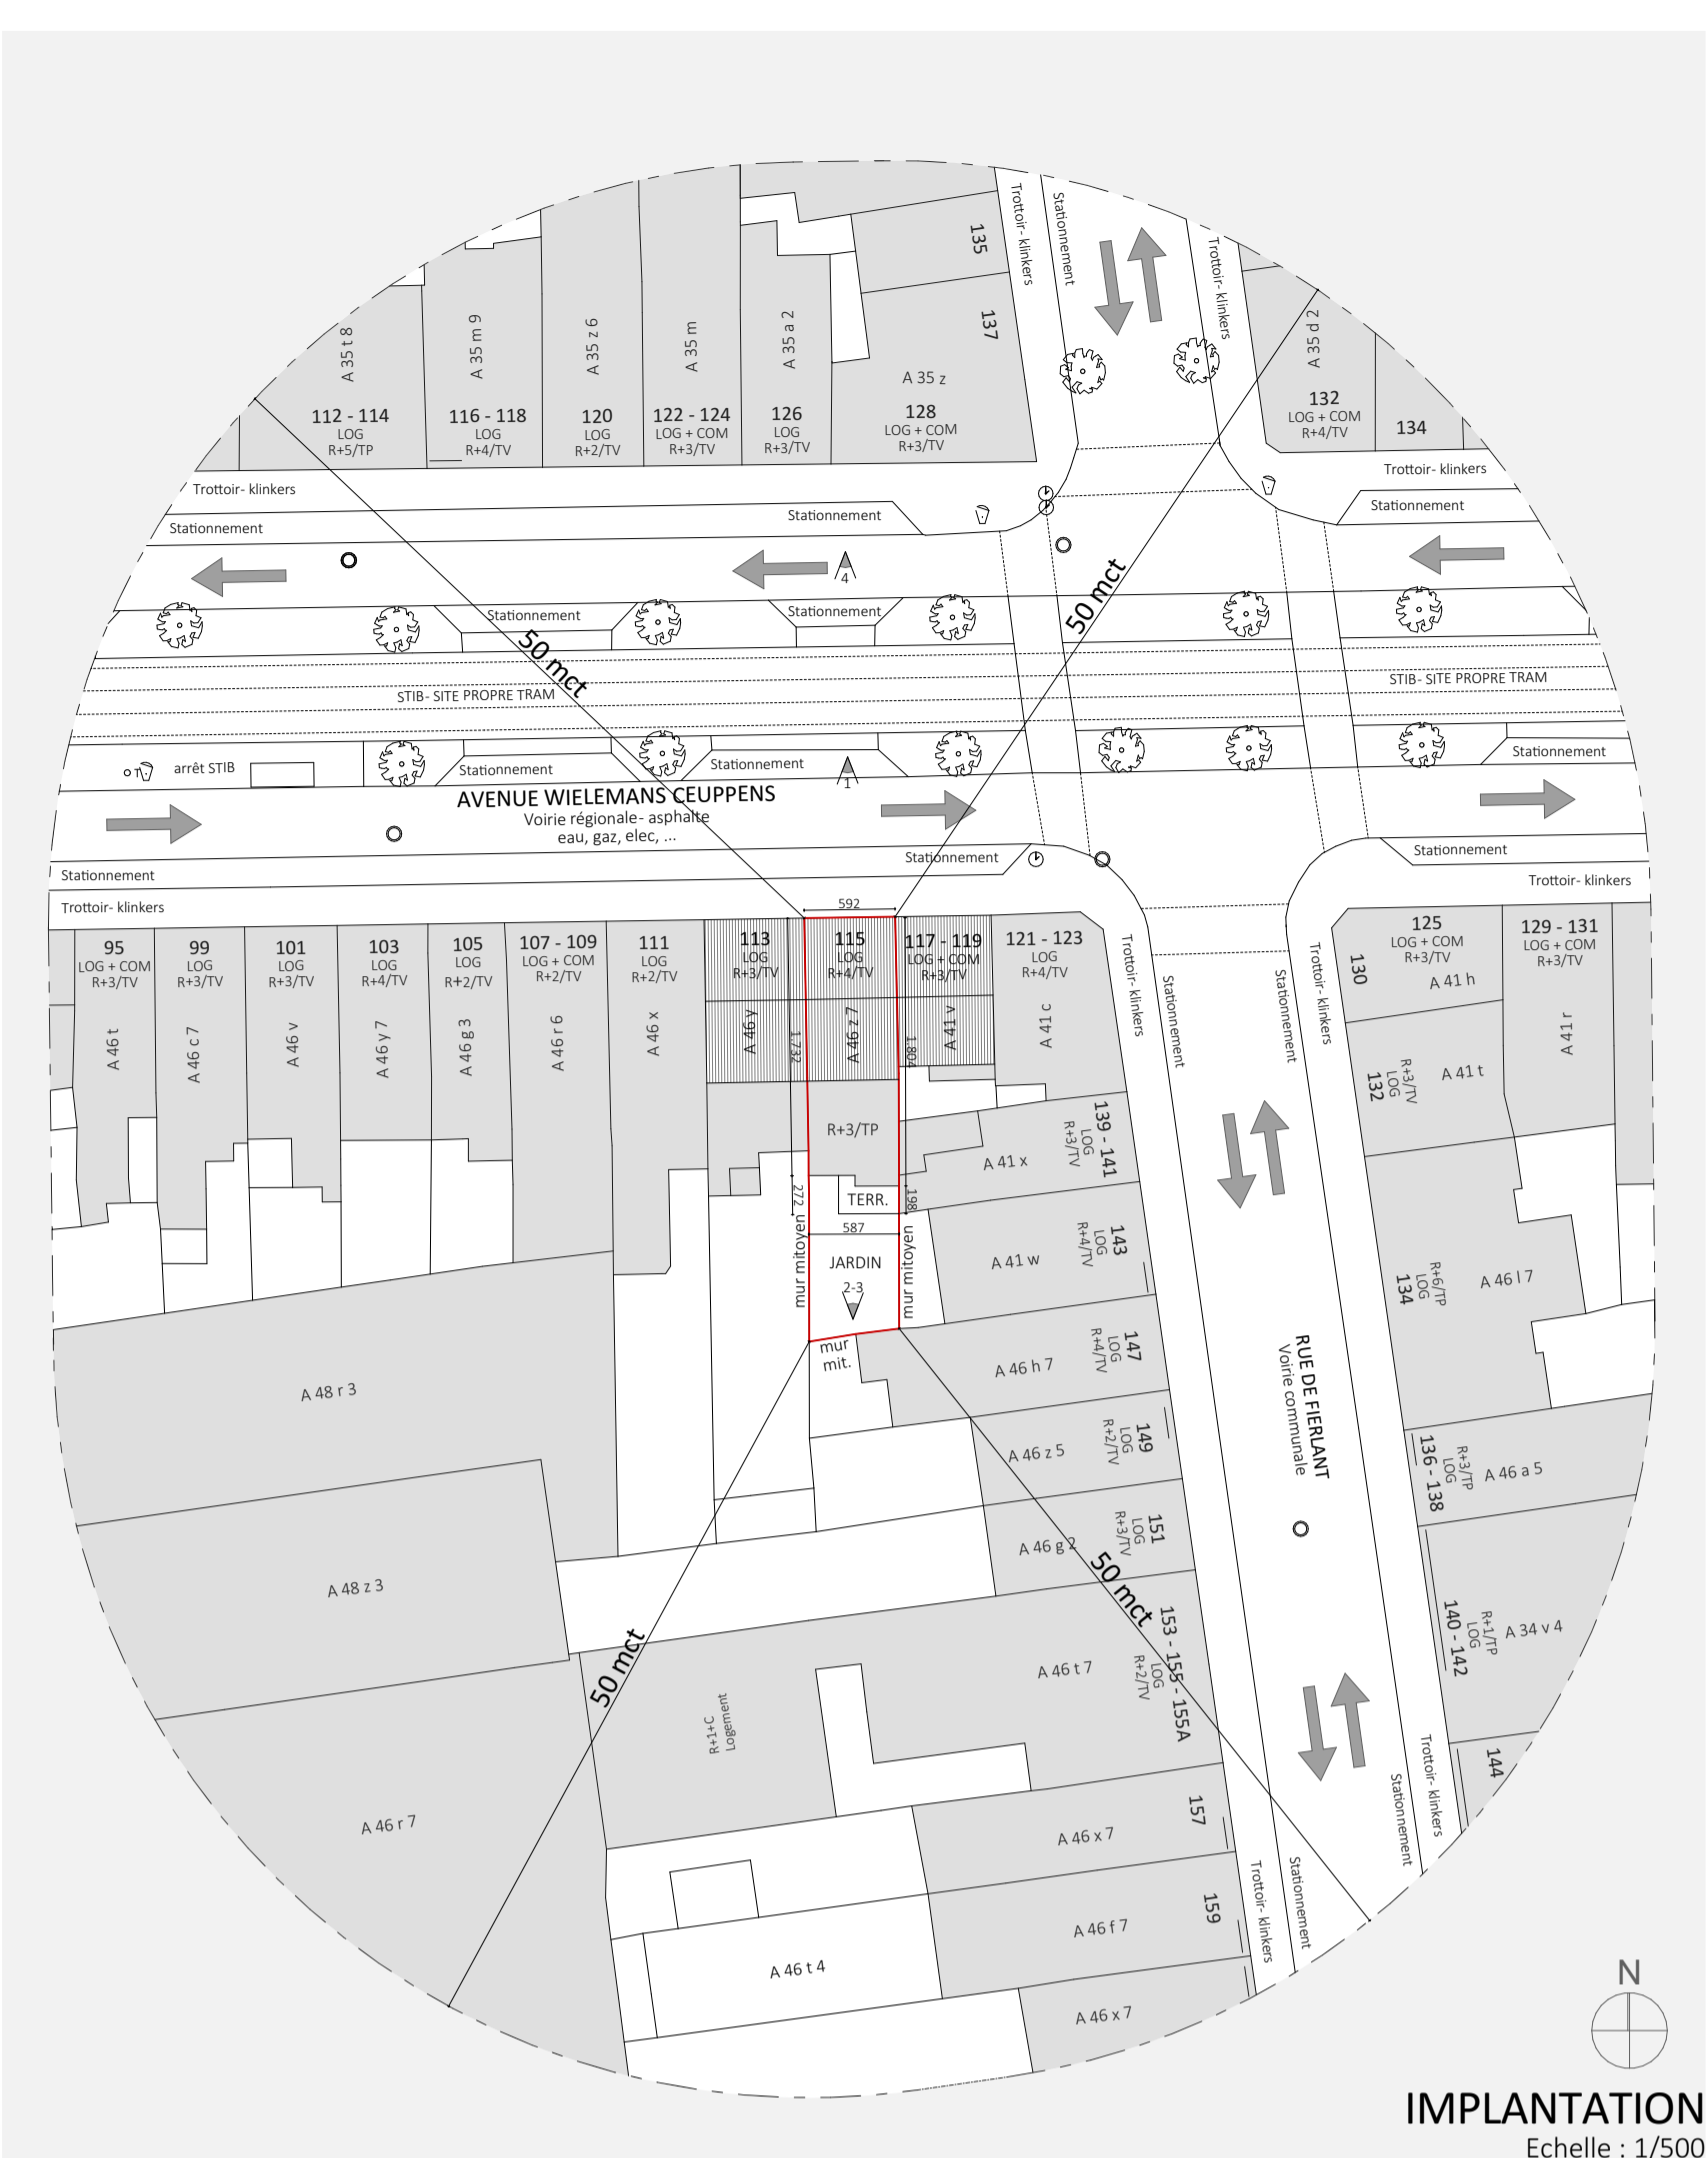 135
Trottoir- klinkers
Stationnement
Trottoir- klinkers
137
A 35 t 8
A 35 m 9
A 35 z 6
A 35 m
A 35 a 2
A 35 z
A 35 d 2
112 - 114
LOG
R+5/TP
116 - 118
LOG
R+4/TV
120
LOG
R+2/TV
122 - 124
LOG + COM
R+3/TV
126
LOG
R+3/TV
128
LOG + COM
R+3/TV
132
LOG + COM
R+4/TV
134
Trottoir- klinkers
Trottoir- klinkers
Stationnement
Stationnement
Stationnement
4
50 mct
50 mct
Stationnement
Stationnement
STIB- SITE PROPRE TRAM
STIB- SITE PROPRE TRAM
arrêt STIB
Stationnement
Stationnement
Stationnement
1
AVENUE WIELEMANS CEUPPENS
Voirie régionale- asphalte
eau, gaz, elec, ...
Stationnement
Stationnement
Stationnement
Trottoir- klinkers
Trottoir- klinkers
592
95
LOG + COM
R+3/TV
A 46 t
99
LOG
R+3/TV
A 46 c 7
101
LOG
R+3/TV
A 46 v
103
LOG
R+4/TV
A 46 y 7
105
LOG
R+2/TV
A 46 g 3
107 - 109
LOG + COM
R+2/TV
A 46 r 6
111
LOG
R+2/TV
A 46 x
113
LOG
R+3/TV
A 46 y
115
LOG
R+4/TV
A 46 z 7
117 - 119
LOG + COM
R+3/TV
A 41 v
121 - 123
LOG
R+4/TV
A 41 c
1.732
1.804
Trottoir- klinkers
Stationnement
Stationnement
Trottoir- klinkers
125
LOG + COM
R+3/TV
A 41 h
130
129 - 131
LOG + COM
R+3/TV
A 41 r
132
LOG
R+3/TV
A 41 t
R+3/TP
139 - 141
LOG
R+3/TV
A 41 x
TERR.
272
198
587
mur mitoyen
mur mitoyen
JARDIN
2-3
143
LOG
R+4/TV
A 41 w
134
LOG
R+6/TP
A 46 l 7
mur
mit.
147
LOG
R+4/TV
A 46 h 7
RUE DE FIERLANT
Voirie communale
A 48 r 3
149
LOG
R+2/TV
A 46 z 5
136 - 138
LOG
R+3/TP
A 46 a 5
151
LOG
R+3/TV
A 46 g 2
50 mct
A 48 z 3
140 - 142
LOG
R+1/TP
A 34 v 4
153 - 155 - 155A
LOG
R+2/TV
A 46 t 7
50 mct
Logement
R+1+C
144
Trottoir- klinkers
Stationnement
A 46 r 7
157
A 46 x 7
159
A 46 f 7
Trottoir- klinkers
Stationnement
A 46 t 4
A 46 x 7
N
IMPLANTATION
Echelle : 1/500